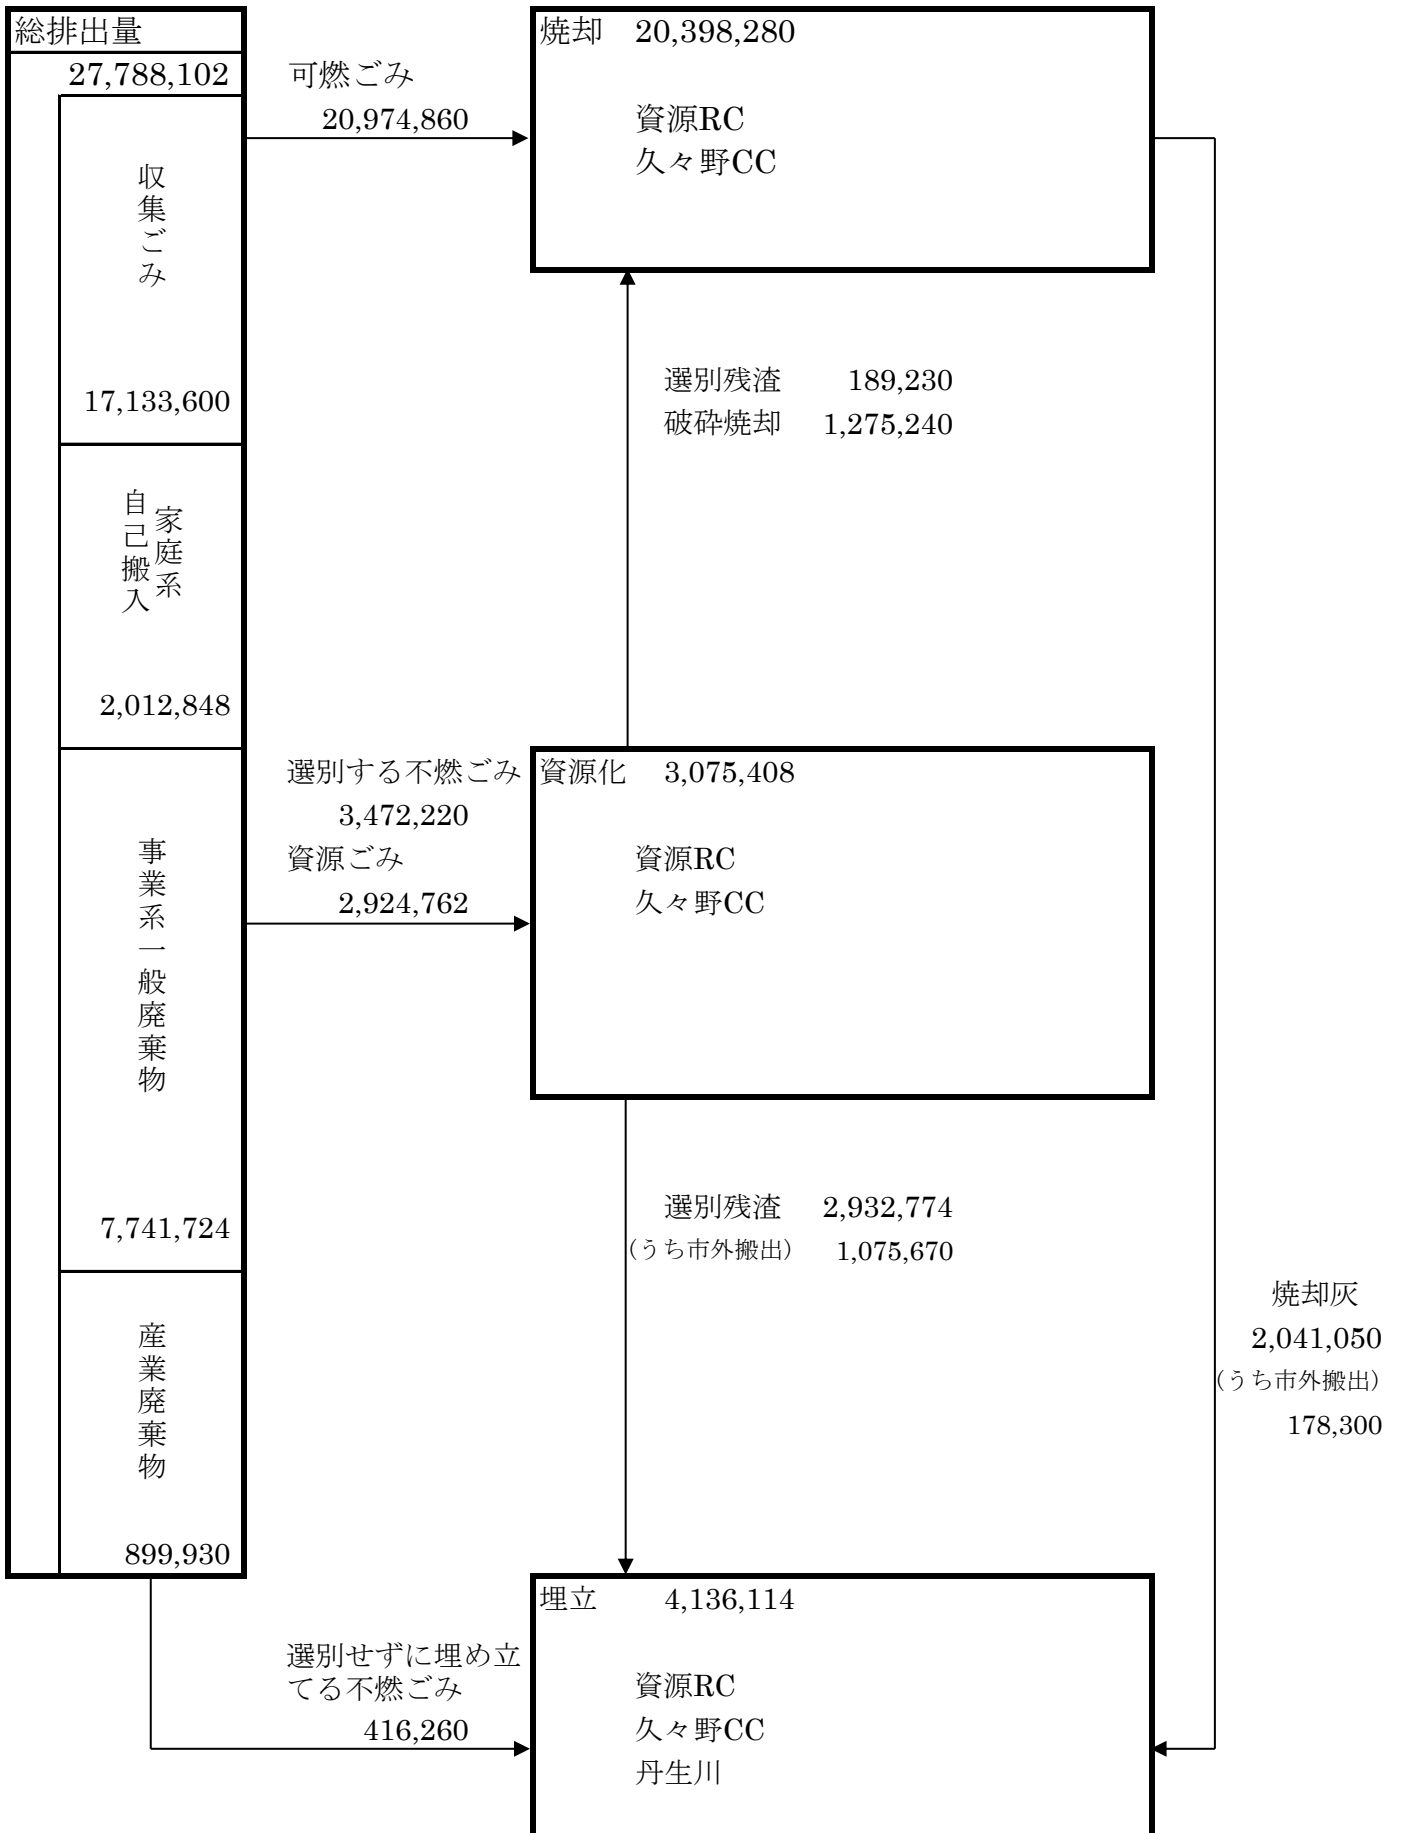 総排出量
27,788,102
収集ごみ
17,133,600
家庭系
自己搬入
2,012,848
事業系一般廃棄物
7,741,724
産業廃棄物
899,930
可燃ごみ
20,974,860
焼却 20,398,280
資源RC
久々野CC
選別残渣 189,230
破砕焼却 1,275,240
選別する不燃ごみ
3,472,220
資源ごみ
2,924,762
資源化 3,075,408
資源RC
久々野CC
選別残渣 2,932,774
（うち市外搬出） 1,075,670
焼却灰
2,041,050
（うち市外搬出）
178,300
選別せずに埋め立
てる不燃ごみ
416,260
埋立 4,136,114
資源RC
久々野CC
丹生川